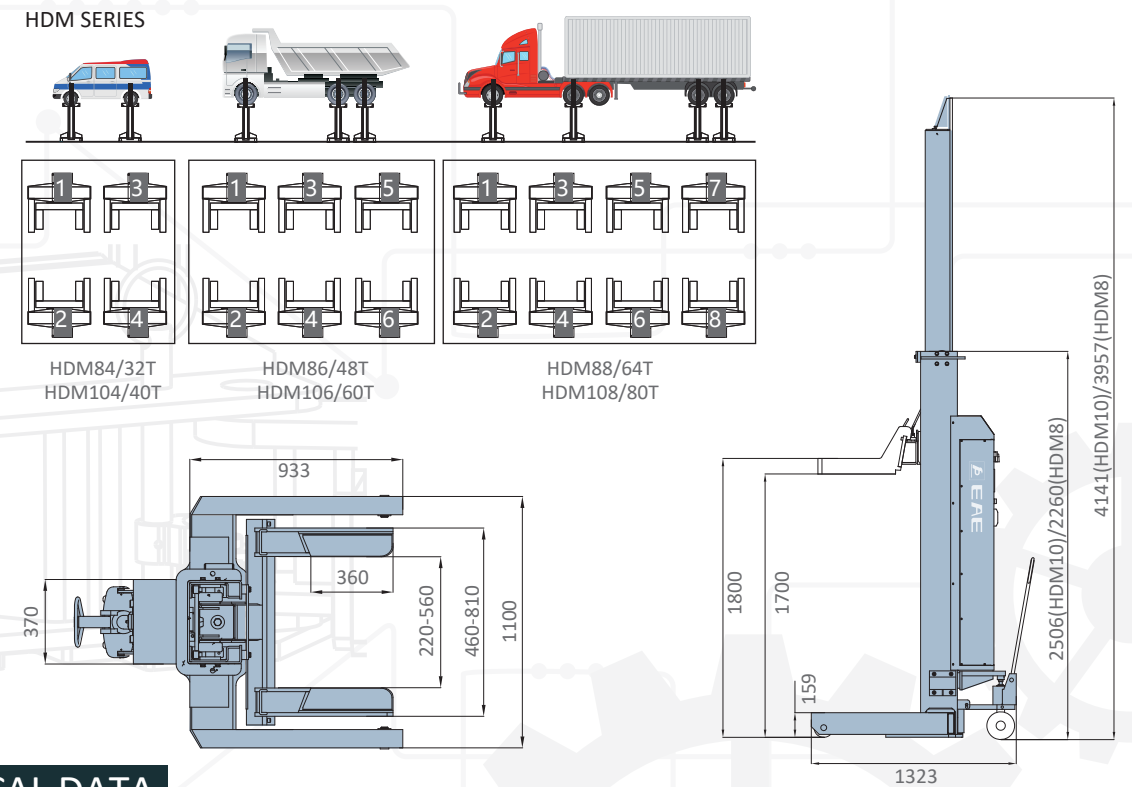 HDM SERIES
1 3 1 3 5 1 3 5 7
2 4 2 4 6 2 4 6 8
HDM84/32T
HDM104/40T
HDM86/48T
HDM106/60T
HDM88/64T
HDM108/80T
933
360
370
220-560
460-810
1100
EAE
1800
1700
159
1323
2506(HDM10)/2260(HDM8)
4141(HDM10)/3957(HDM8)
CAL DATA